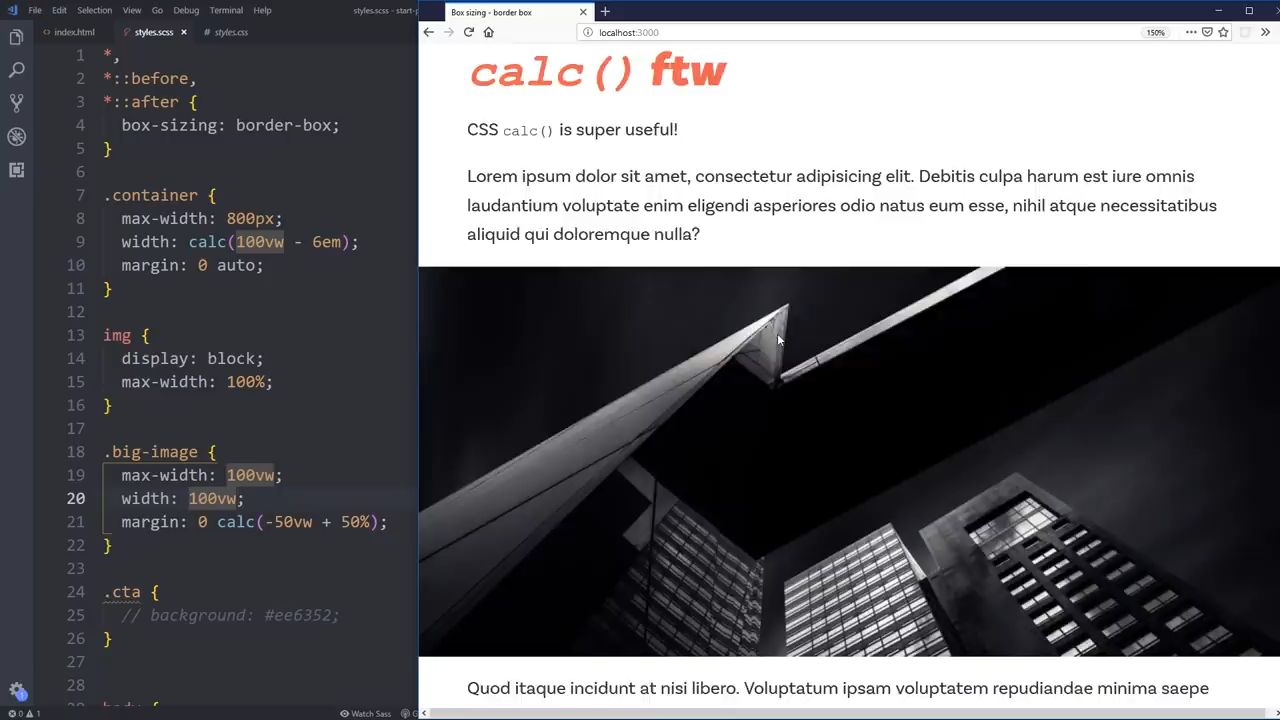 File Edit Selection View Go Debug Terminal Help styles.scss - start-
index.html styles.scss styles.css
1 *,
2 *::before,
3 *::after {
4 box-sizing: border-box;
5 }
6
7 .container {
8 max-width: 800px;
9 width: calc(100vw - 6em);
10 margin: 0 auto;
11 }
12
13 img {
14 display: block;
15 max-width: 100%;
16 }
17
18 .big-image {
19 max-width: 100vw;
20 width: 100vw;
21 margin: 0 calc(-50vw + 50%);
22 }
23
24 .cta {
25 // background: #ee6352;
26 }
27
28
0 1 Watch Sass
Box sizing - border box
localhost:3000 150%
calc() ftw
CSS calc() is super useful!
Lorem ipsum dolor sit amet, consectetur adipisicing elit. Debitis culpa harum est iure omnis
laudantium voluptate enim eligendi asperiores odio natus eum esse, nihil atque necessitatibus
aliquid qui doloremque nulla?
Quod itaque incidunt at nisi libero. Voluptatum ipsam voluptatem repudiandae minima saepe